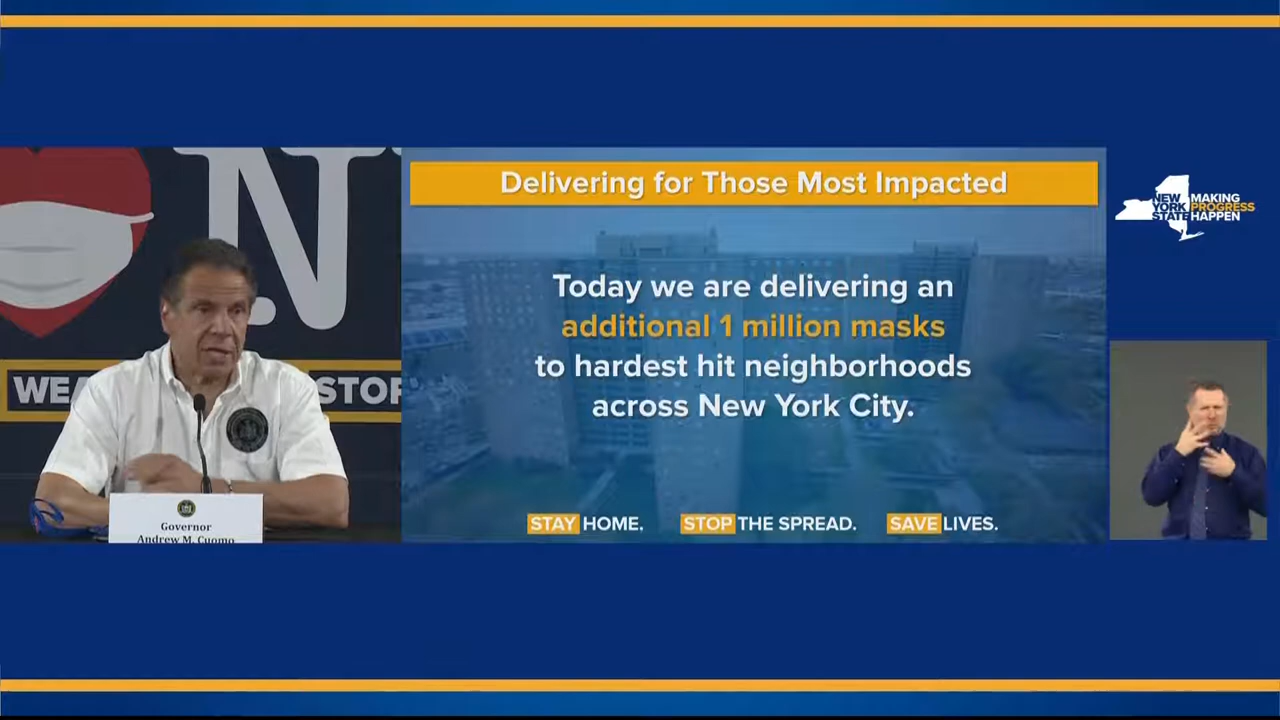 N
WEA
STOP
Governor
Andrew M. Cuomo
Delivering for Those Most Impacted
Today we are delivering an
additional 1 million masks
to hardest hit neighborhoods
across New York City.
STAY HOME. STOP THE SPREAD. SAVE LIVES.
NEW
YORK
STATE
MAKING
PROGRESS
HAPPEN